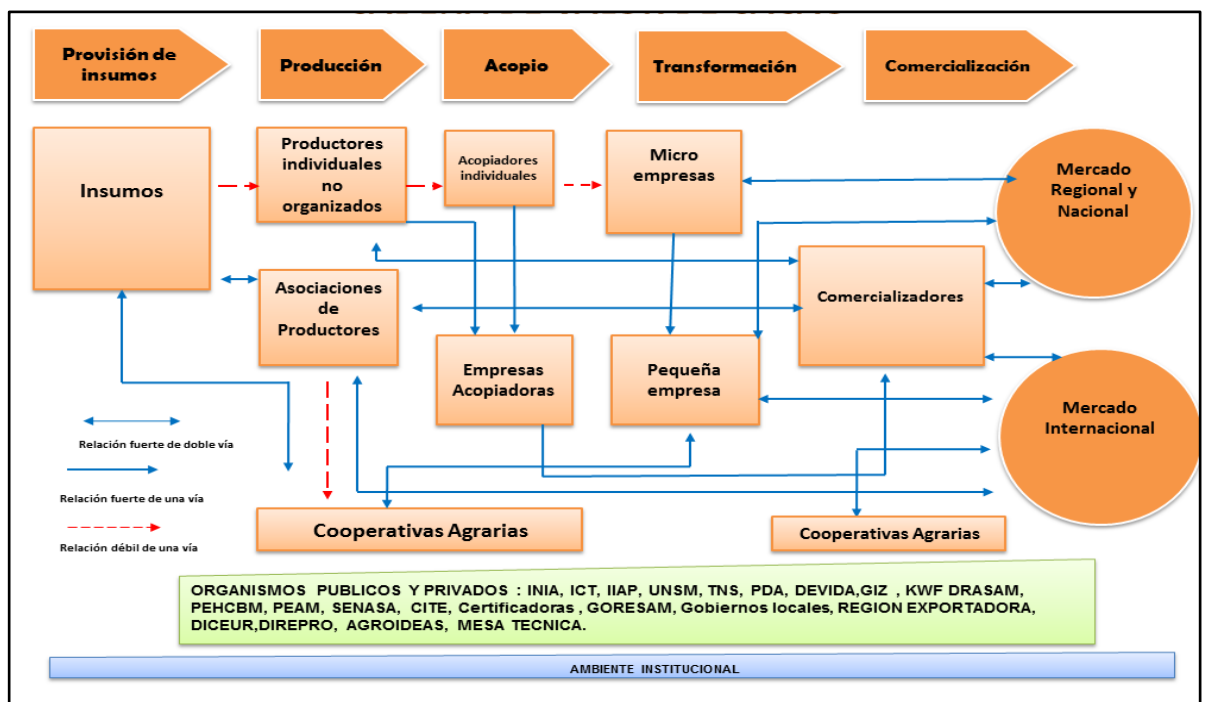 Provisión de
insumos
Producción
Acopio
Transformación
Comercialización
Insumos
Productores
individuales
no
organizados
Acopiadores
individuales
Micro
empresas
Mercado
Regional y
Nacional
Asociaciones
de
Productores
Comercializadores
Empresas
Acopiadoras
Pequeña
empresa
Mercado
Internacional
Relación fuerte de doble vía
Relación fuerte de una vía
Relación débil de una vía
Cooperativas Agrarias
Cooperativas Agrarias
ORGANISMOS PUBLICOS Y PRIVADOS : INIA, ICT, IIAP, UNSM, TNS, PDA, DEVIDA,GIZ , KWF DRASAM,
PEHCBM, PEAM, SENASA, CITE, Certificadoras , GORESAM, Gobiernos locales, REGION EXPORTADORA,
DICEUR,DIREPRO, AGROIDEAS, MESA TECNICA.
AMBIENTE INSTITUCIONAL